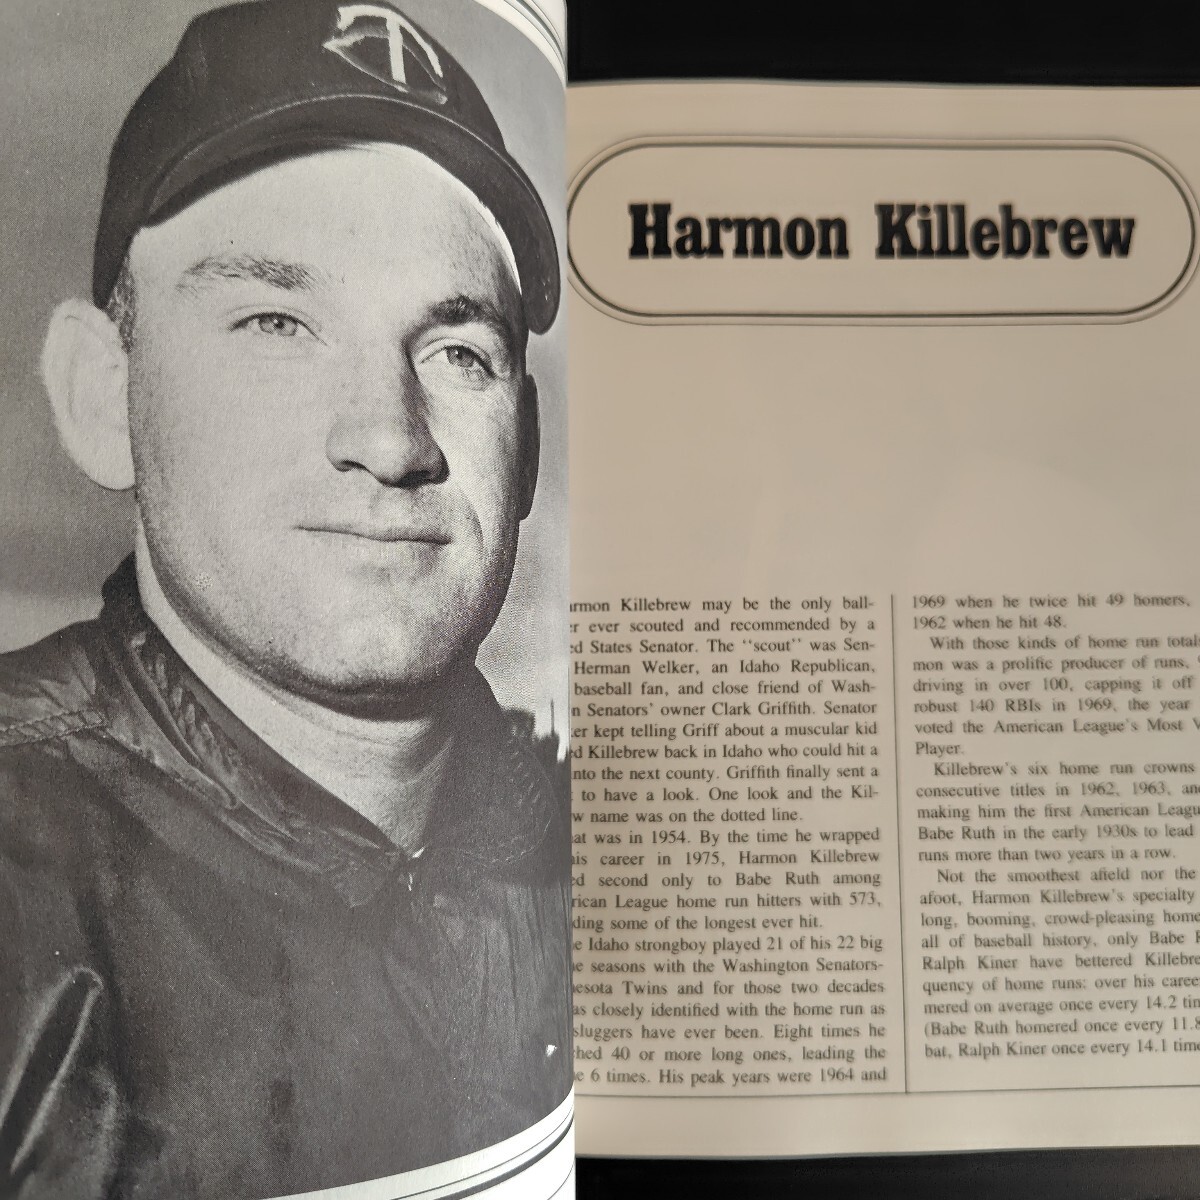 T
Harmon Killebrew
armon Killebrew may be the only ball-
r ever scouted and recommended by a
ed States Senator. The "scout" was Sen-
Herman Welker, an Idaho Republican,
baseball fan, and close friend of Wash-
n Senators' owner Clark Griffith. Senator
er kept telling Griff about a muscular kid
ed Killebrew back in Idaho who could hit a
nto the next county. Griffith finally sent a
to have a look. One look and the Kil-
w name was on the dotted line.
at was in 1954. By the time he wrapped
is career in 1975, Harmon Killebrew
ed second only to Babe Ruth among
rican League home run hitters with 573,
ding some of the longest ever hit.
e Idaho strongboy played 21 of his 22 big
e seasons with the Washington Senators-
esota Twins and for those two decades
as closely identified with the home run as
sluggers have ever been. Eight times he
hed 40 or more long ones, leading the
e 6 times. His peak years were 1964 and
1969 when he twice hit 49 homers,
1962 when he hit 48.
With those kinds of home run totals
mon was a prolific producer of runs,
driving in over 100, capping it off
robust 140 RBIs in 1969, the year
voted the American League's Most V
Player.
Killebrew's six home run crowns
consecutive titles in 1962, 1963, and
making him the first American Leagu
Babe Ruth in the early 1930s to lead
runs more than two years in a row.
Not the smoothest afield nor the
afoot, Harmon Killebrew's specialty
long, booming, crowd-pleasing home
all of baseball history, only Babe R
Ralph Kiner have bettered Killebre
quency of home runs: over his career
mered on average once every 14.2 tim
(Babe Ruth homered once every 11.8
bat, Ralph Kiner once every 14.1 time